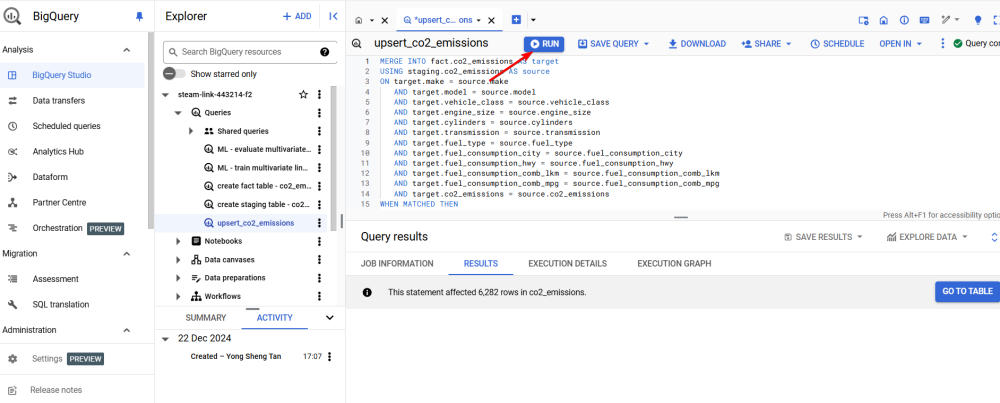 BigQuery
Explorer
+ ADD
*upsert_c... ons
Analysis
BigQuery Studio
Data transfers
Scheduled queries
Analytics Hub
Dataform
Partner Centre
Orchestration PREVIEW
Migration
Assessment
SQL translation
Administration
Settings PREVIEW
Release notes
Search BigQuery resources
Show starred only
steam-link-443214-f2
Queries
Shared queries
ML - evaluate multivariate...
ML - train multivariate lin...
create fact table - co2_em...
create staging table - co2...
upsert_co2_emissions
Notebooks
Data canvases
Data preparations
Workflows
SUMMARY ACTIVITY
22 Dec 2024
Created – Yong Sheng Tan 17:07
upsert_co2_emissions RUN SAVE QUERY DOWNLOAD SHARE SCHEDULE OPEN IN Query com
1 MERGE INTO fact.co2_emissions AS target
2 USING staging.co2_emissions AS source
3 ON target.make = source.make
4 AND target.model = source.model
5 AND target.vehicle_class = source.vehicle_class
6 AND target.engine_size = source.engine_size
7 AND target.cylinders = source.cylinders
8 AND target.transmission = source.transmission
9 AND target.fuel_type = source.fuel_type
10 AND target.fuel_consumption_city = source.fuel_consumption_city
11 AND target.fuel_consumption_hwy = source.fuel_consumption_hwy
12 AND target.fuel_consumption_comb_lkm = source.fuel_consumption_comb_lkm
13 AND target.fuel_consumption_comb_mpg = source.fuel_consumption_comb_mpg
14 AND target.co2_emissions = source.co2_emissions
15 WHEN MATCHED THEN
Press Alt+F1 for accessibility option
Query results
SAVE RESULTS EXPLORE DATA
JOB INFORMATION RESULTS EXECUTION DETAILS EXECUTION GRAPH
This statement affected 6,282 rows in co2_emissions.
GO TO TABLE